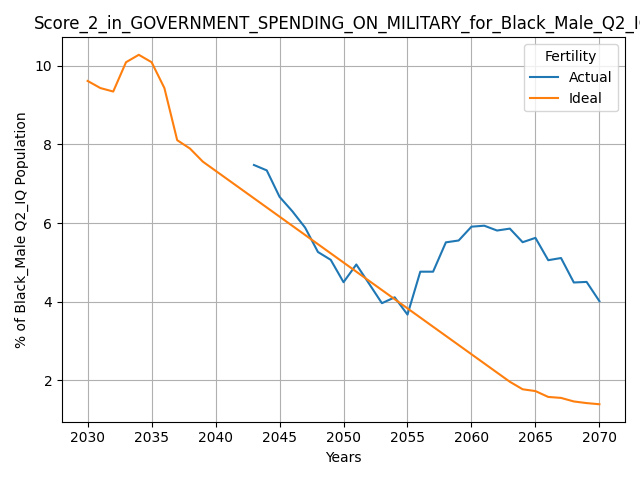 Score_2_in_GOVERNMENT_SPENDING_ON_MILITARY_for_Black_Male_Q2_IQ
Fertility
Actual
Ideal
10
8
6
4
2
% of Black_Male Q2_IQ Population
2030 2035 2040 2045 2050 2055 2060 2065 2070
Years